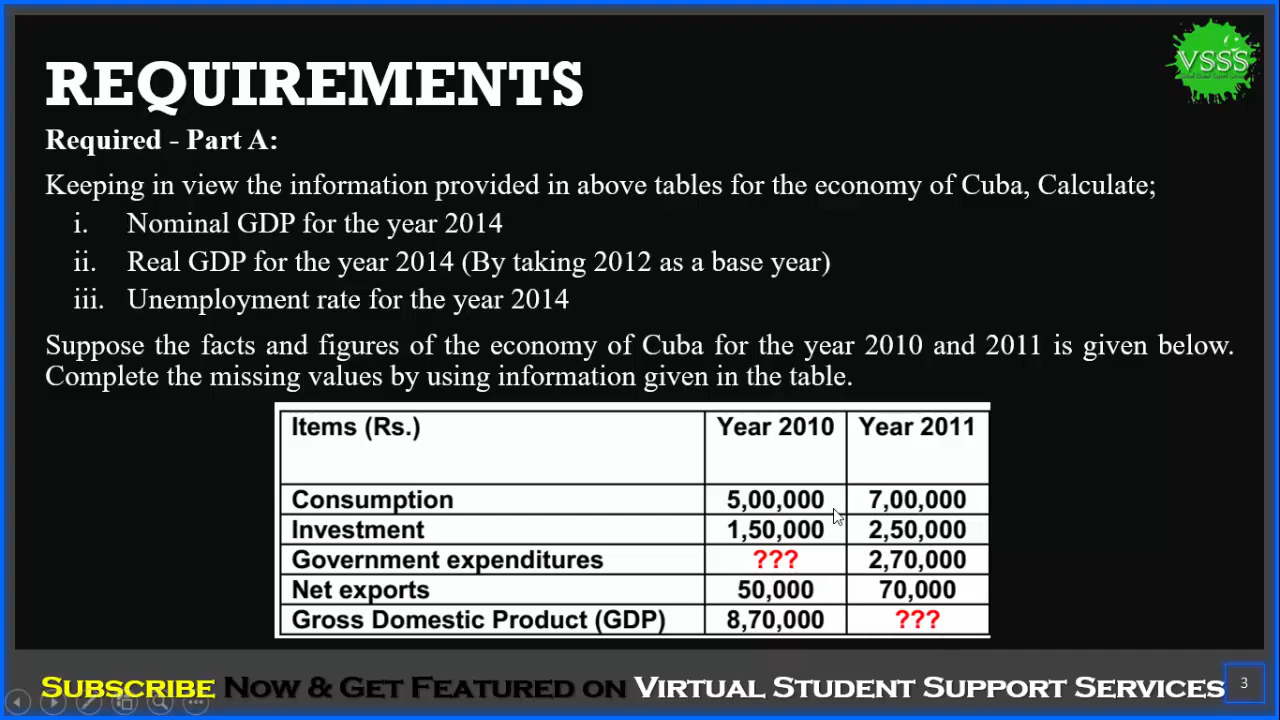 VSSS
REQUIREMENTS
Required - Part A:
Keeping in view the information provided in above tables for the economy of Cuba, Calculate;
i. Nominal GDP for the year 2014
ii. Real GDP for the year 2014 (By taking 2012 as a base year)
iii. Unemployment rate for the year 2014
Suppose the facts and figures of the economy of Cuba for the year 2010 and 2011 is given below.
Complete the missing values by using information given in the table.
Items (Rs.) Year 2010 Year 2011
Consumption 5,00,000 7,00,000
Investment 1,50,000 2,50,000
Government expenditures ??? 2,70,000
Net exports 50,000 70,000
Gross Domestic Product (GDP) 8,70,000 ???
SUBSCRIBE NOW & GET FEATURED ON VIRTUAL STUDENT SUPPORT SERVICES
3